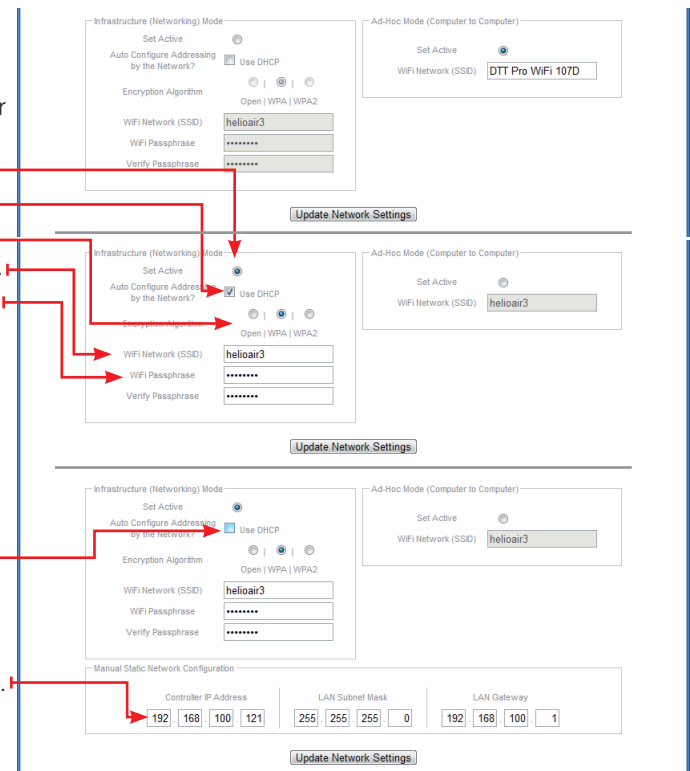 r
Infrastructure (Networking) Mode
Set Active
Auto Configure Addressing
by the Network?
Use DHCP
Encryption Algorithm
Open | WPA | WPA2
WiFi Network (SSID)
helioair3
WiFi Passphrase
••••••••
Verify Passphrase
••••••••
Ad-Hoc Mode (Computer to Computer)
Set Active
WiFi Network (SSID)
DTT Pro WiFi 107D
Update Network Settings
Infrastructure (Networking) Mode
Set Active
Auto Configure Addressing
by the Network?
Use DHCP
Encryption Algorithm
Open | WPA | WPA2
WiFi Network (SSID)
helioair3
WiFi Passphrase
••••••••
Verify Passphrase
••••••••
Ad-Hoc Mode (Computer to Computer)
Set Active
WiFi Network (SSID)
helioair3
Update Network Settings
Infrastructure (Networking) Mode
Set Active
Auto Configure Addressing
by the Network?
Use DHCP
Encryption Algorithm
Open | WPA | WPA2
WiFi Network (SSID)
helioair3
WiFi Passphrase
••••••••
Verify Passphrase
••••••••
Ad-Hoc Mode (Computer to Computer)
Set Active
WiFi Network (SSID)
helioair3
Manual Static Network Configuration
Controller IP Address
192 . 168 . 100 . 121
LAN Subnet Mask
255 . 255 . 255 . 0
LAN Gateway
192 . 168 . 100 . 1
Update Network Settings